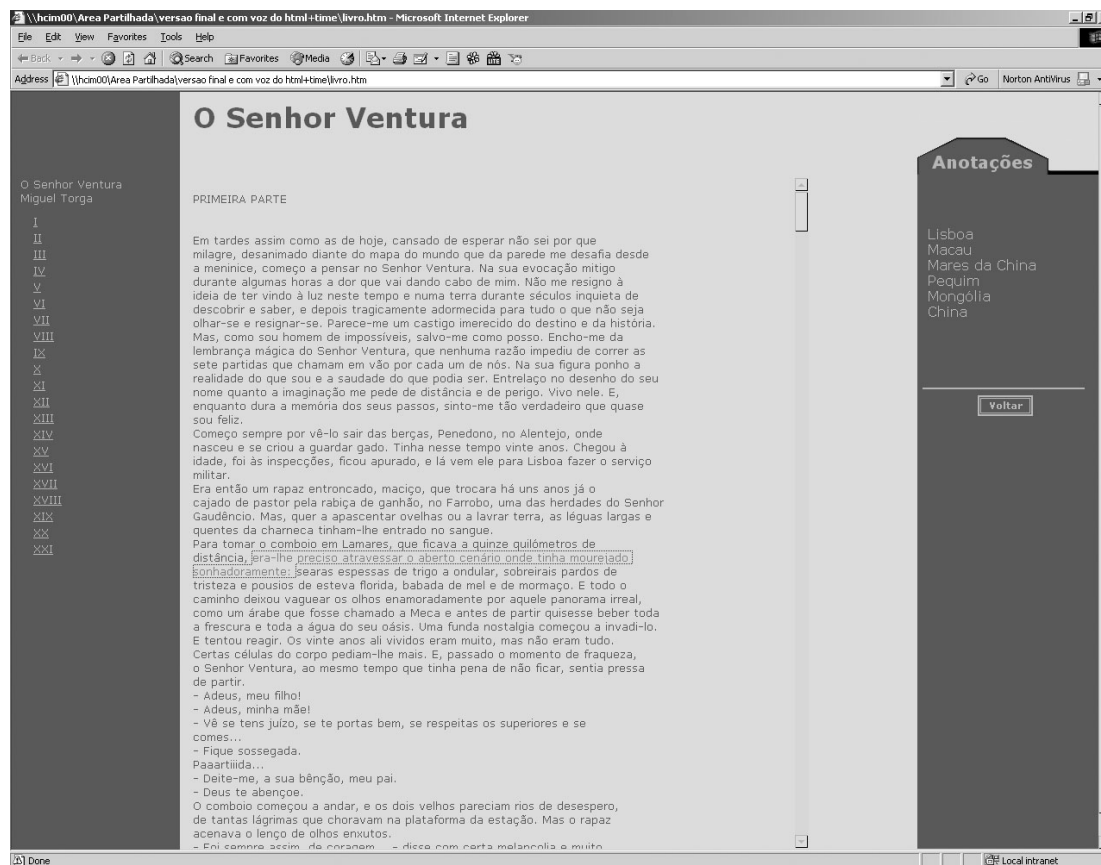 \\hcim00\Area Partilhada\versao final e com voz do html+time\livro.htm - Microsoft Internet Explorer
File Edit View Favorites Tools Help
Back Search Favorites Media
Address \\hcim00\Area Partilhada\versao final e com voz do html+time\livro.htm Go Norton AntiVirus
O Senhor Ventura
Miguel Torga
I
II
III
IV
V
VI
VII
VIII
IX
X
XI
XII
XIII
XIV
XV
XVI
XVII
XVIII
XIX
XX
XXI
O Senhor Ventura
PRIMEIRA PARTE
Em tardes assim como as de hoje, cansado de esperar não sei por que
milagre, desanimado diante do mapa do mundo que da parede me desafia desde
a meninice, começo a pensar no Senhor Ventura. Na sua evocação mitigo
durante algumas horas a dor que vai dando cabo de mim. Não me resigno à
ideia de ter vindo à luz neste tempo e numa terra durante séculos inquieta de
descobrir e saber, e depois tragicamente adormecida para tudo o que não seja
olhar-se e resignar-se. Parece-me um castigo imerecido do destino e da história.
Mas, como sou homem de impossíveis, salvo-me como posso. Encho-me da
lembrança mágica do Senhor Ventura, que nenhuma razão impediu de correr as
sete partidas que chamam em vão por cada um de nós. Na sua figura ponho a
realidade do que sou e a saudade do que podia ser. Entrelaço no desenho do seu
nome quanto a imaginação me pede de distância e de perigo. Vivo nele. E,
enquanto dura a memória dos seus passos, sinto-me tão verdadeiro que quase
sou feliz.
Começo sempre por vê-lo sair das berças, Penedono, no Alentejo, onde
nasceu e se criou a guardar gado. Tinha nesse tempo vinte anos. Chegou à
idade, foi às inspecções, ficou apurado, e lá vem ele para Lisboa fazer o serviço
militar.
Era então um rapaz entroncado, maciço, que trocara há uns anos já o
cajado de pastor pela rabiça de ganhão, no Farrobo, uma das herdades do Senhor
Gaudêncio. Mas, quer a apascentar ovelhas ou a lavrar terra, as léguas largas e
quentes da charneca tinham-lhe entrado no sangue.
Para tomar o comboio em Lamares, que ficava a quinze quilómetros de
distância, era-lhe preciso atravessar o aberto cenário onde tinha mourejado
sonhadoramente: searas espessas de trigo a ondular, sobreirais pardos de
tristeza e pousios de esteva florida, babada de mel e de mormaço. E todo o
caminho deixou vaguear os olhos enamoradamente por aquele panorama irreal,
como um árabe que fosse chamado a Meca e antes de partir quisesse beber toda
a frescura e toda a água do seu oásis. Uma funda nostalgia começou a invadi-lo.
E tentou reagir. Os vinte anos ali vividos eram muito, mas não eram tudo.
Certas células do corpo pediam-lhe mais. E, passado o momento de fraqueza,
o Senhor Ventura, ao mesmo tempo que tinha pena de não ficar, sentia pressa
de partir.
- Adeus, meu filho!
- Adeus, minha mãe!
- Vê se tens juízo, se te portas bem, se respeitas os superiores e se
comes...
- Fique sossegada.
Paaartiiida...
- Deite-me, a sua bênção, meu pai.
- Deus te abençoe.
O comboio começou a andar, e os dois velhos pareciam rios de desespero,
de tantas lágrimas que choravam na plataforma da estação. Mas o rapaz
acenava o lenço de olhos enxutos.
- Foi sempre assim, de coragem... - disse com certa melancolia e muito
Anotações
Lisboa
Macau
Mares da China
Pequim
Mongólia
China
Voltar
Done Local intranet